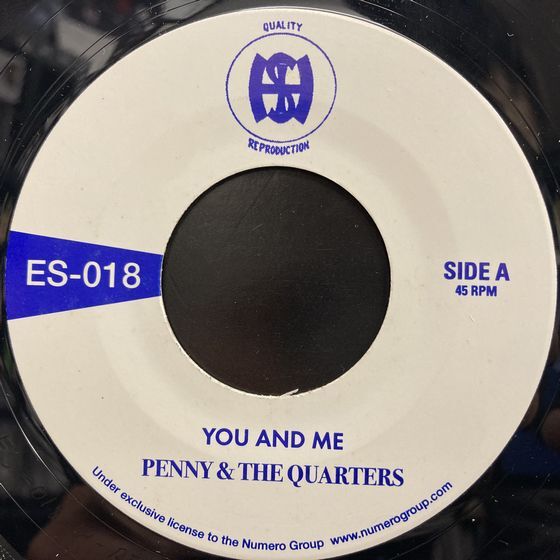 QUALITY
REPRODUCTION
ES-018
SIDE A
45 RPM
YOU AND ME
PENNY & THE QUARTERS
Under exclusive license to the Numero Group www.numerogroup.com